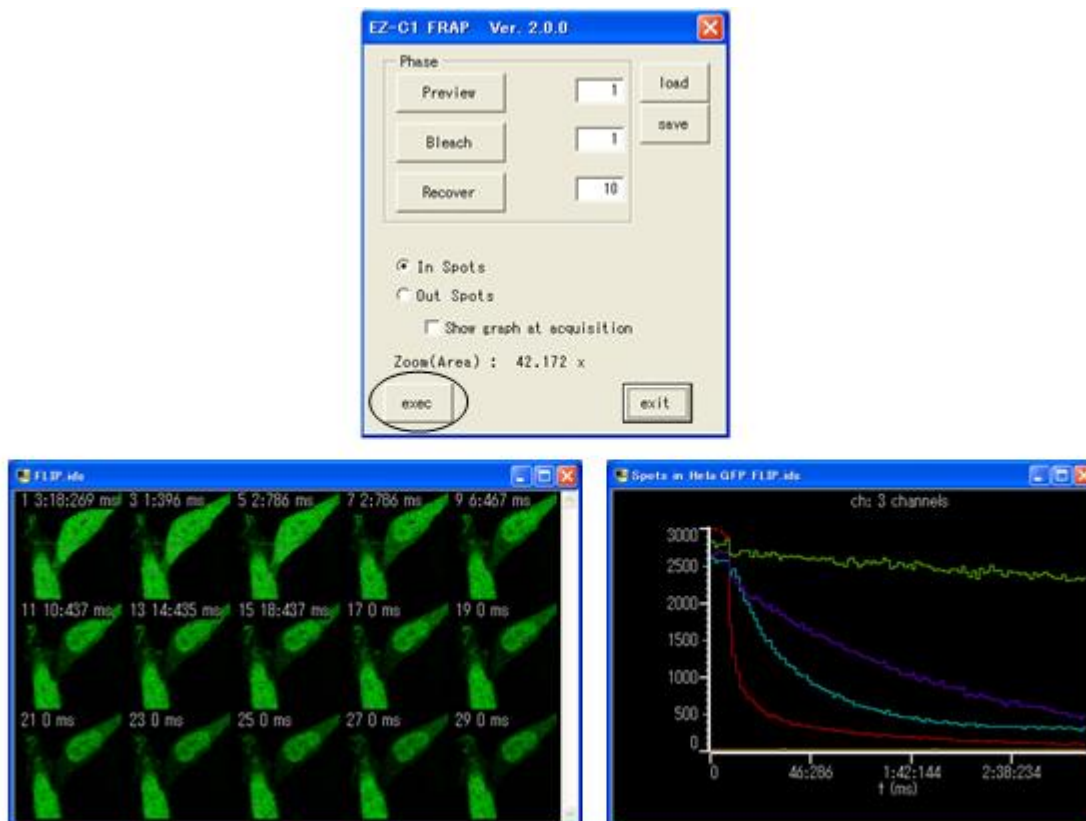 EZ-C1 FRAP Ver. 2.0.0
Phase
Preview 1
load
Bleach 1
save
Recover 10
In Spots
Out Spots
Show graph at acquisition
Zoom(Area) : 42.172 x
exec exit
FLIP.ids
1 3:18:269 ms 3 1:396 ms 5 2:786 ms 7 2:786 ms 9 6:467 ms
11 10:437 ms 13 14:435 ms 15 18:437 ms 17 0 ms 19 0 ms
21 0 ms 23 0 ms 25 0 ms 27 0 ms 29 0 ms
Spots in Hela GFP FLIP.ids
ch: 3 channels
3000
2500
2000
1500
1000
500
0
0 46:286 1:42:144 2:38:234
t (ms)